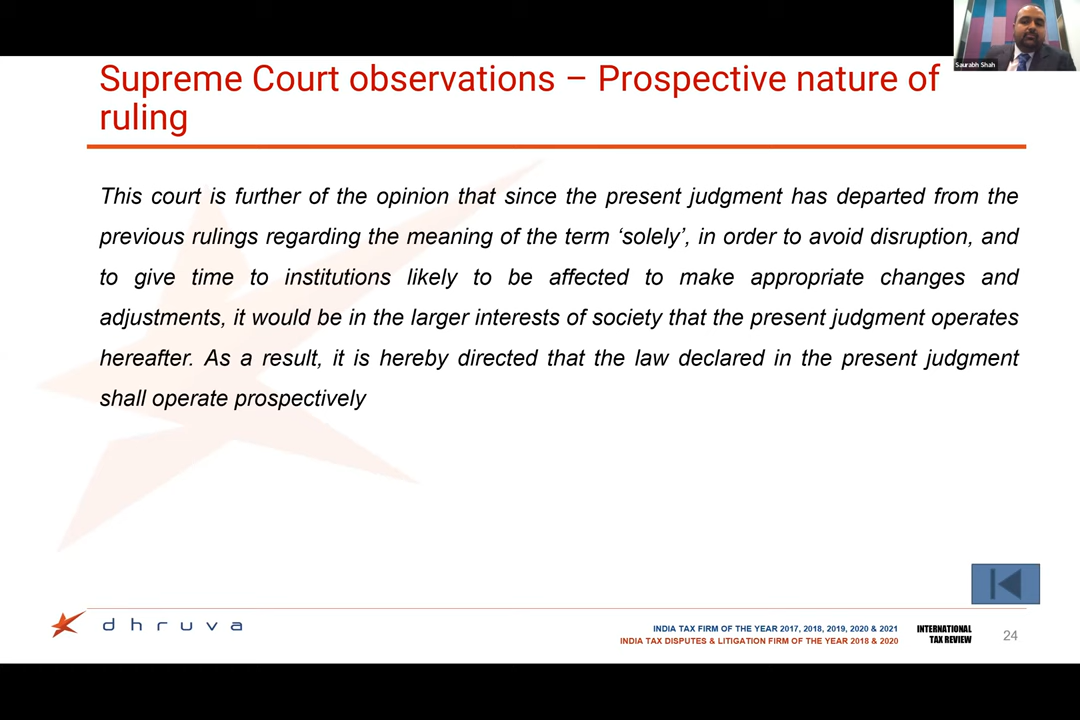 Saurabh Shah
Supreme Court observations – Prospective nature of
ruling
This court is further of the opinion that since the present judgment has departed from the
previous rulings regarding the meaning of the term ‘solely’, in order to avoid disruption, and
to give time to institutions likely to be affected to make appropriate changes and
adjustments, it would be in the larger interests of society that the present judgment operates
hereafter. As a result, it is hereby directed that the law declared in the present judgment
shall operate prospectively
dhruva
INDIA TAX FIRM OF THE YEAR 2017, 2018, 2019, 2020 & 2021
INDIA TAX DISPUTES & LITIGATION FIRM OF THE YEAR 2018 & 2020
INTERNATIONAL
TAX REVIEW
24